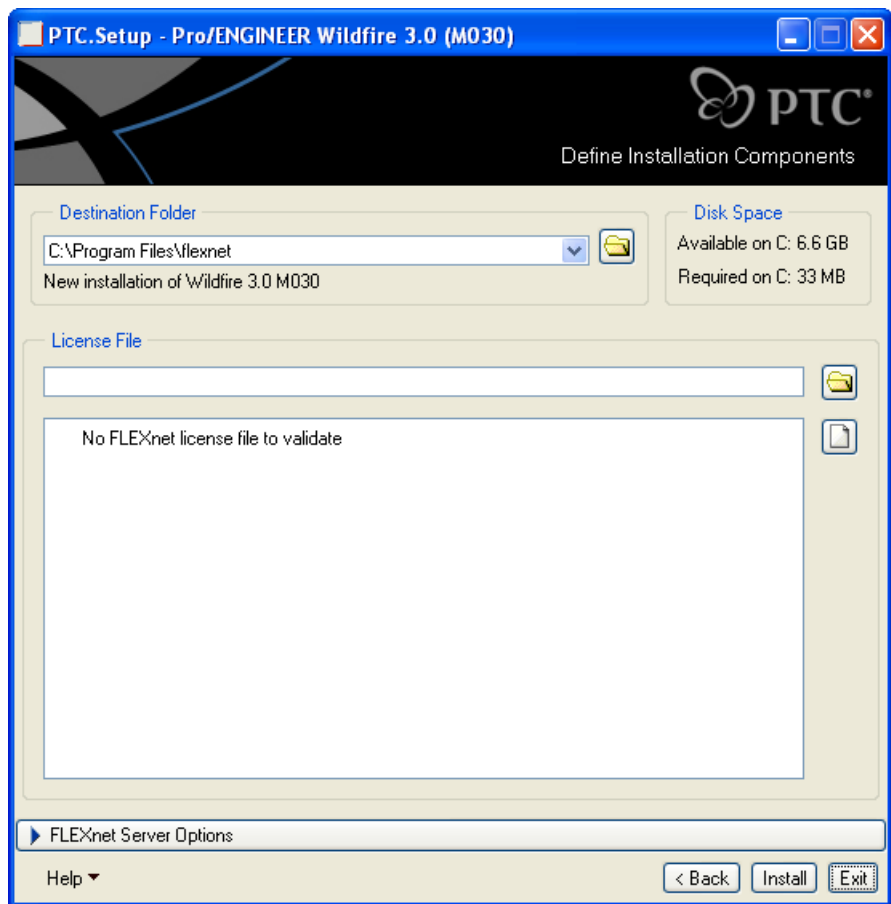 PTC.Setup - Pro/ENGINEER Wildfire 3.0 (M030)
PTC®
Define Installation Components
Destination Folder
C:\Program Files\flexnet
New installation of Wildfire 3.0 M030
Disk Space
Available on C: 6.6 GB
Required on C: 33 MB
License File
No FLEXnet license file to validate
FLEXnet Server Options
Help
< Back
Install
Exit